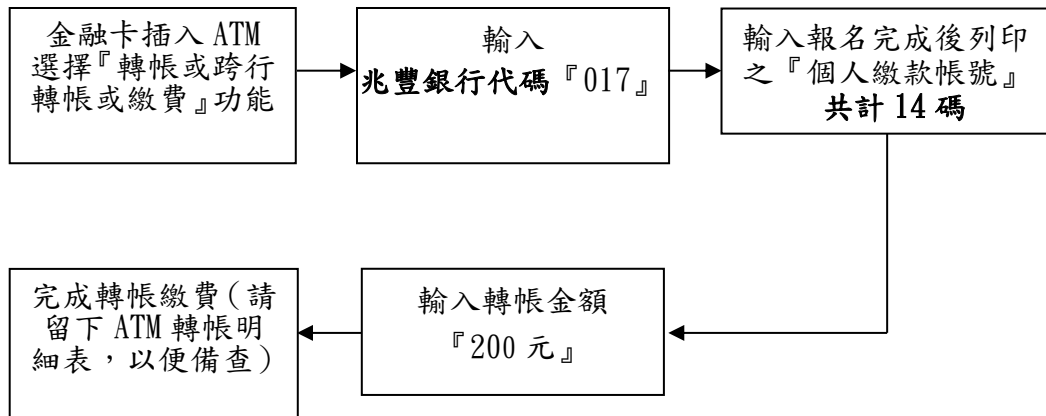 金融卡插入 ATM
選擇『轉帳或跨行
轉帳或繳費』功能
輸入
兆豐銀行代碼『017』
輸入報名完成後列印
之『個人繳款帳號』
共計 14 碼
輸入轉帳金額
『200 元』
完成轉帳繳費(請
留下 ATM 轉帳明
細表,以便備查)